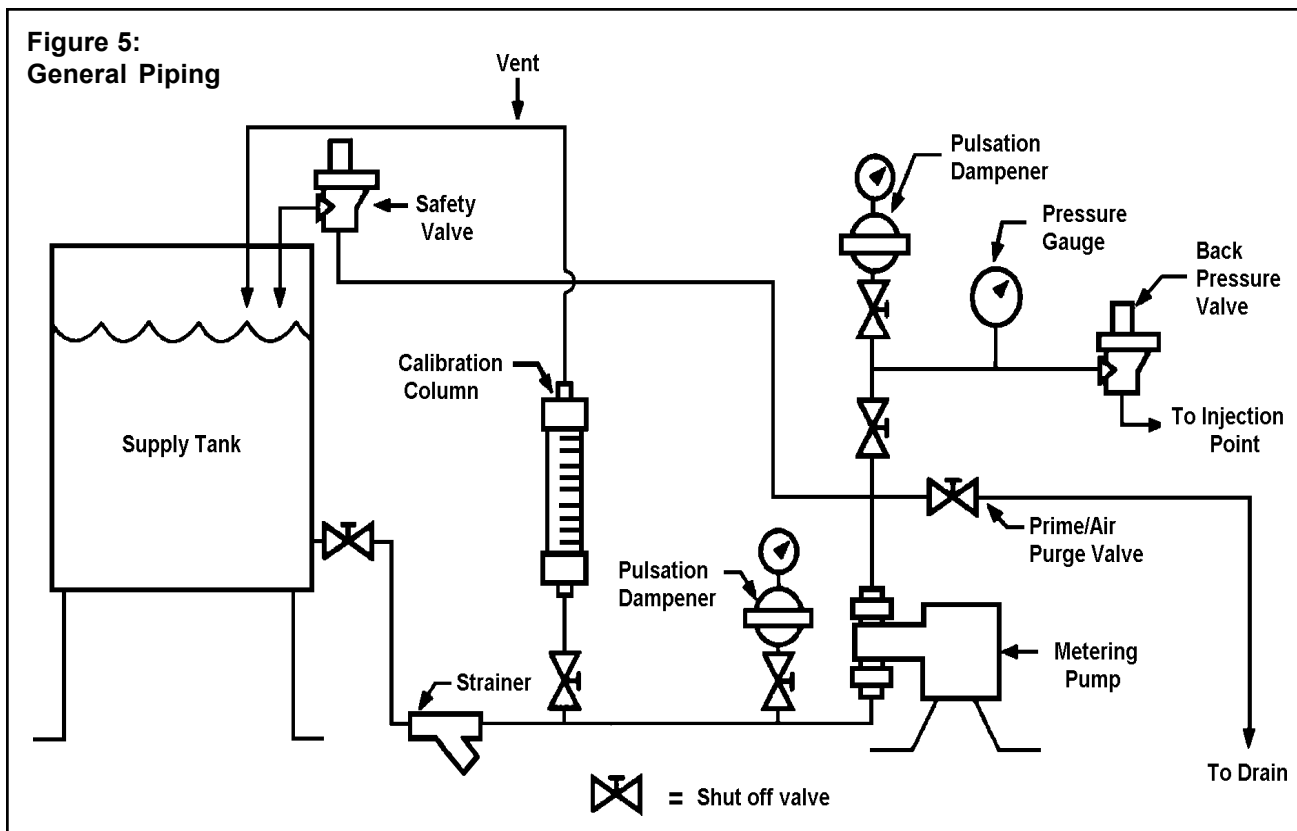 Figure 5:
General Piping
Vent
Pulsation
Dampener
Safety
Valve
Pressure
Gauge
Back
Pressure
Valve
Calibration
Column
Supply Tank
To Injection
Point
Prime/Air
Purge Valve
Pulsation
Dampener
Metering
Pump
Strainer
To Drain
= Shut off valve